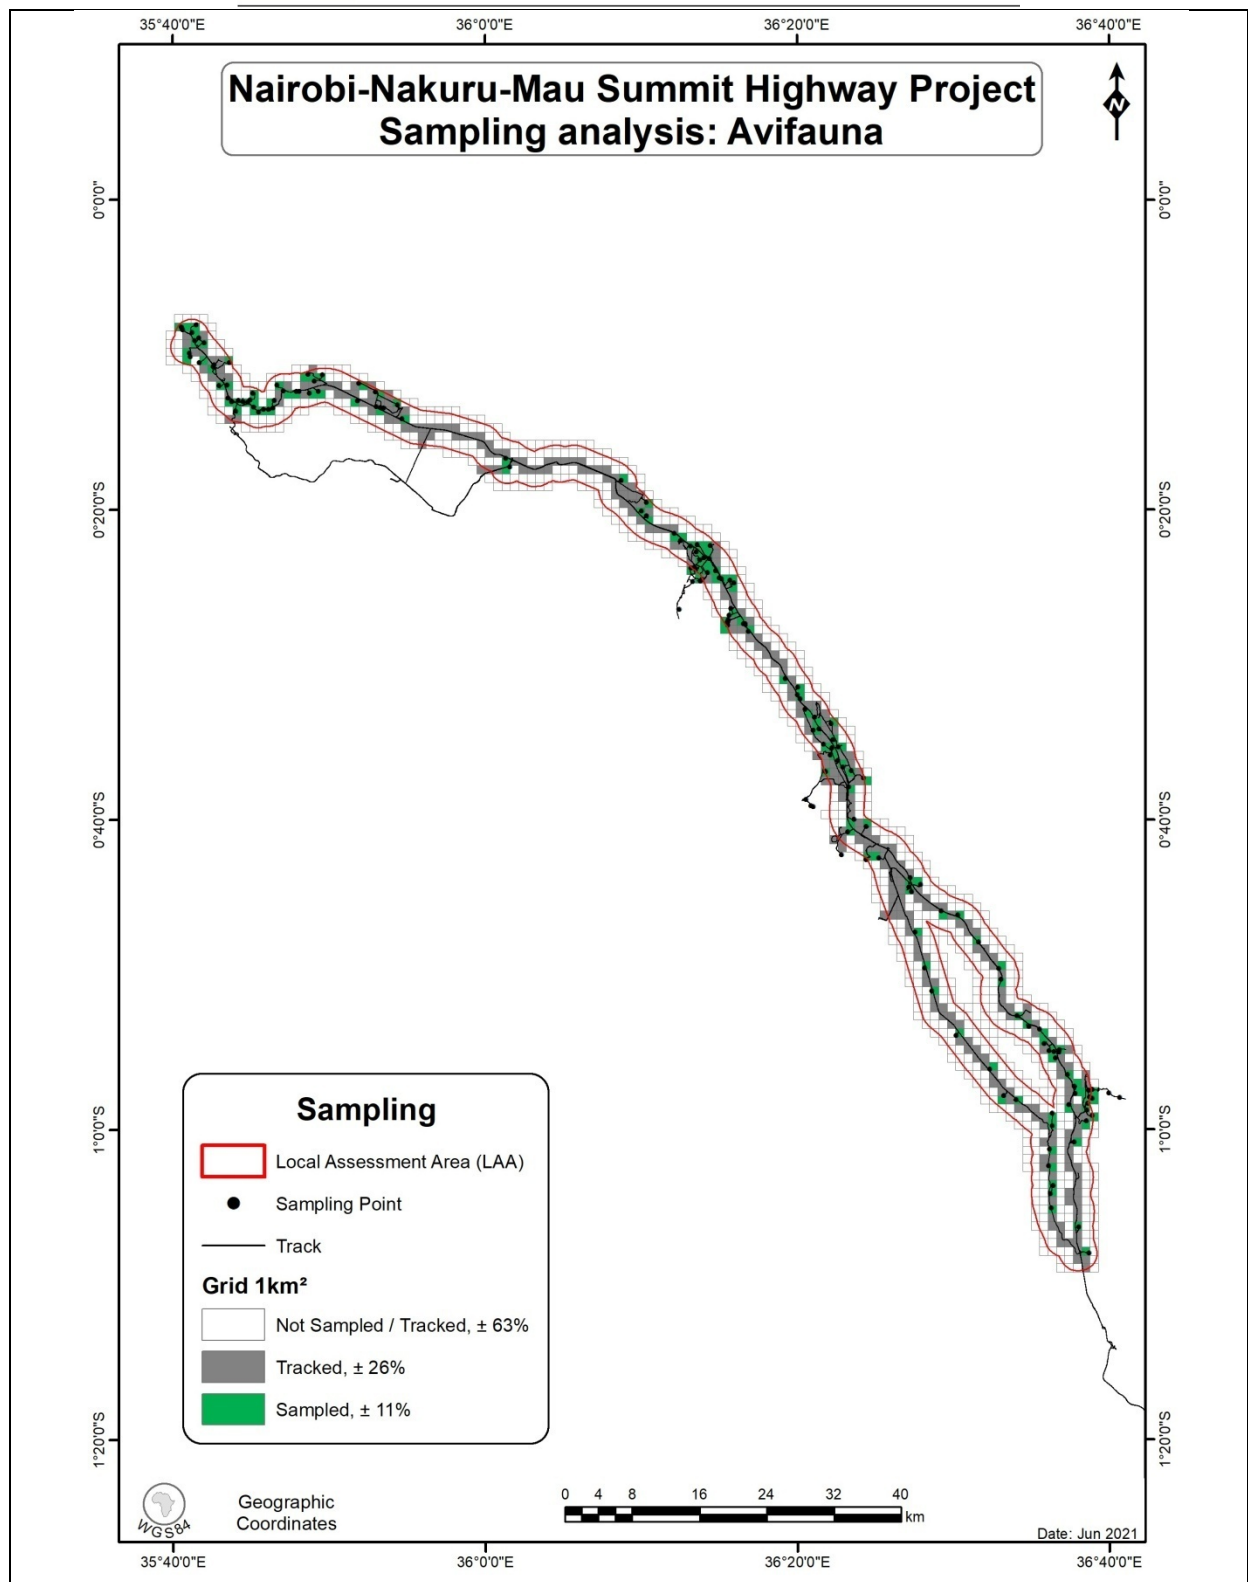 35°40'0"E 36°0'0"E 36°20'0"E 36°40'0"E
Nairobi-Nakuru-Mau Summit Highway Project
Sampling analysis: Avifauna
N
0°0'0" 0°0'0"
0°20'0"S 0°20'0"S
0°40'0"S 0°40'0"S
1°0'0"S 1°0'0"S
1°20'0"S 1°20'0"S
Sampling
Local Assessment Area (LAA)
Sampling Point
Track
Grid 1km²
Not Sampled / Tracked, ± 63%
Tracked, ± 26%
Sampled, ± 11%
WGS84
Geographic
Coordinates
0 4 8 16 24 32 40
km
Date: Jun 2021
35°40'0"E 36°0'0"E 36°20'0"E 36°40'0"E